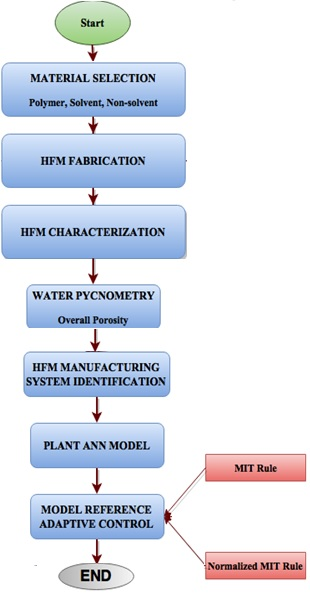 Start
MATERIAL SELECTION
Polymer, Solvent, Non-solvent
HFM FABRICATION
HFM CHARACTERIZATION
WATER PYCNOMETRY
Overall Porosity
HFM MANUFACTURING
SYSTEM IDENTIFICATION
PLANT ANN MODEL
MIT Rule
MODEL REFERENCE
ADAPTIVE CONTROL
Normalized MIT Rule
END